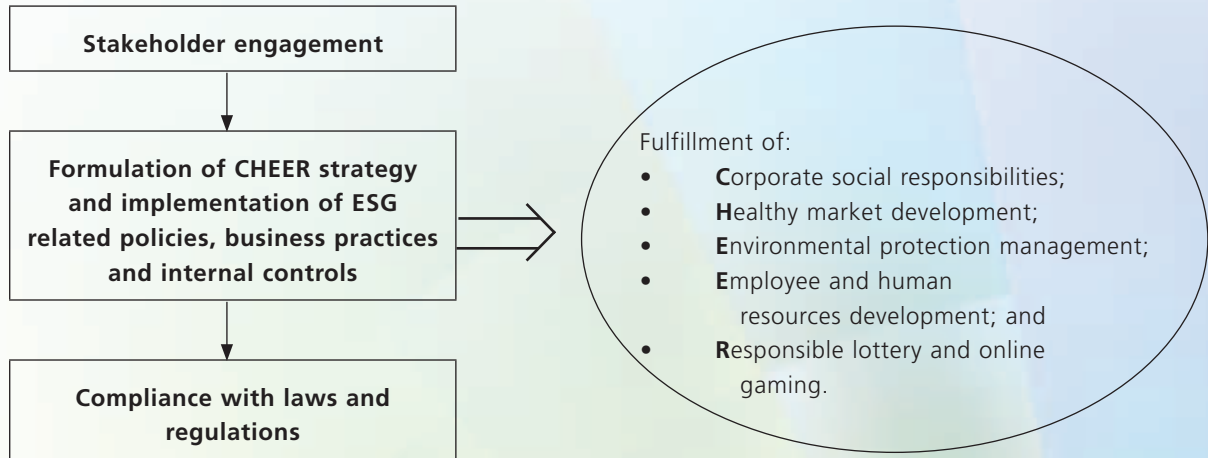 Stakeholder engagement
Formulation of CHEER strategy
and implementation of ESG
related policies, business practices
and internal controls
Compliance with laws and
regulations
Fulfillment of:
• Corporate social responsibilities;
• Healthy market development;
• Environmental protection management;
• Employee and human
resources development; and
• Responsible lottery and online
gaming.